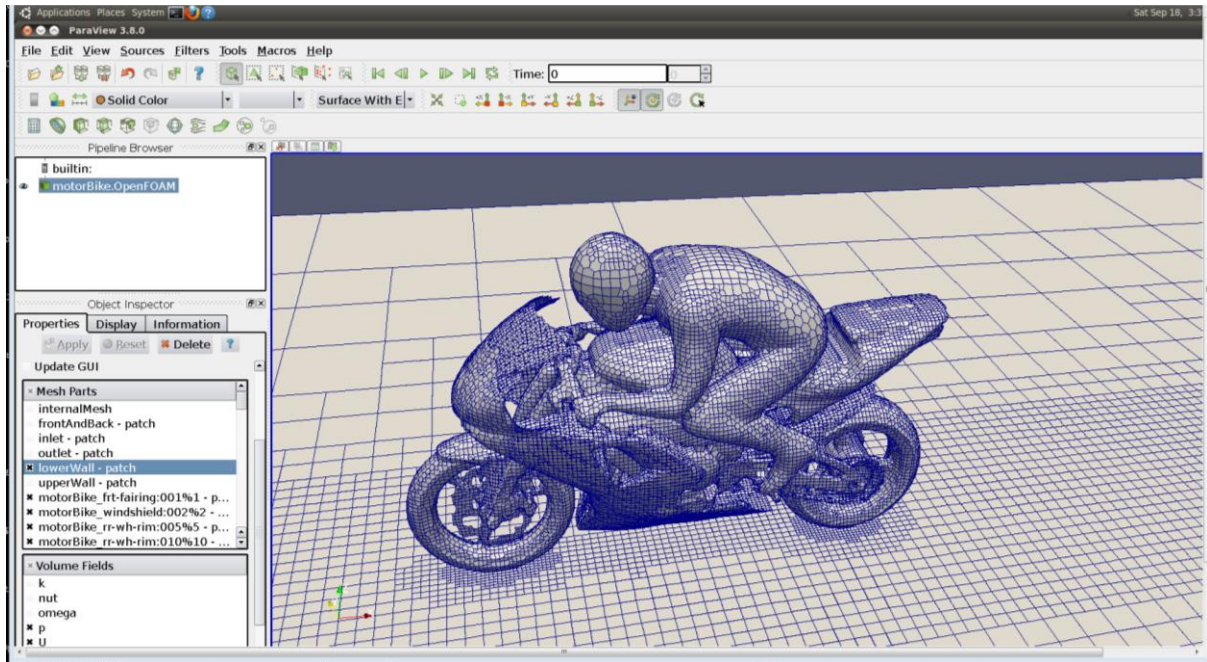 Applications Places System
Sat Sep 18, 3:3
ParaView 3.8.0
File Edit View Sources Filters Tools Macros Help
Time: 0 0
Solid Color Surface With E
Pipeline Browser
builtin:
motorBike.OpenFOAM
Object Inspector
Properties Display Information
Apply Reset Delete ?
Update GUI
Mesh Parts
internalMesh
frontAndBack - patch
inlet - patch
outlet - patch
lowerWall - patch
upperWall - patch
motorBike_frt-fairing:001%1 - p...
motorBike_windshield:002%2 - ...
motorBike_rr-wh-rim:005%5 - p...
motorBike_rr-wh-rim:010%10 - ...
Volume Fields
k
nut
omega
p
U